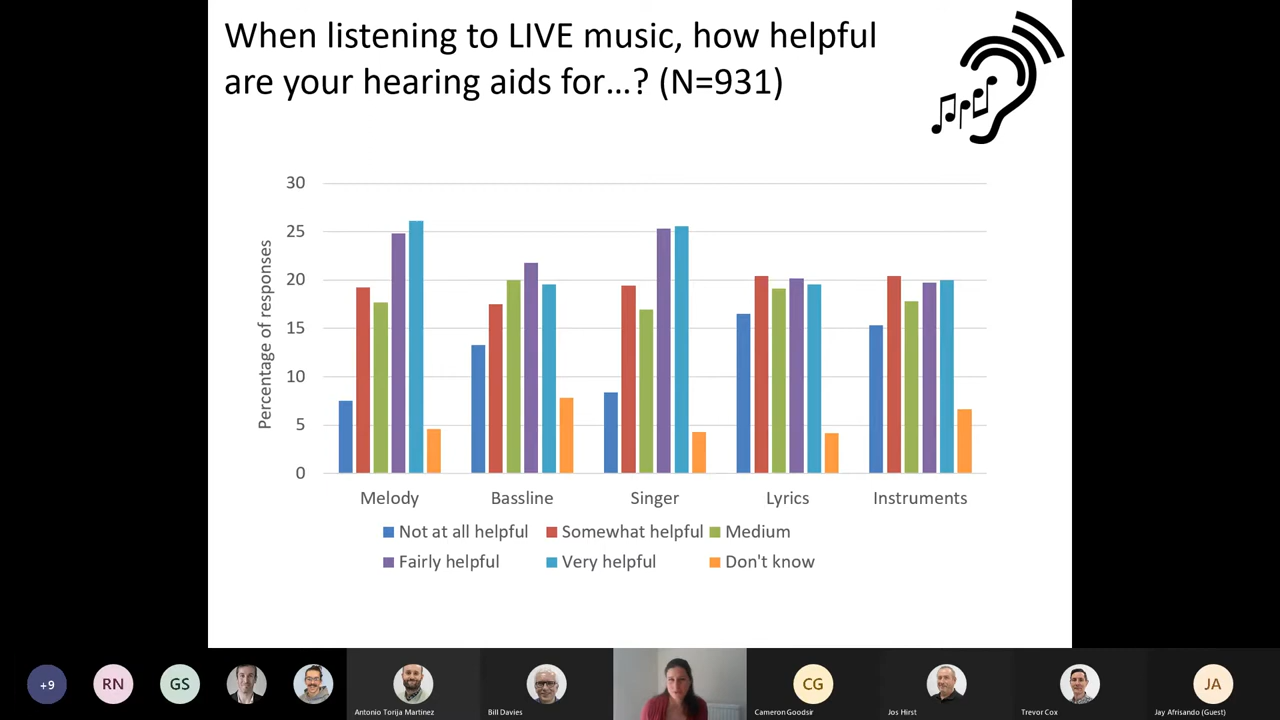 When listening to LIVE music, how helpful
are your hearing aids for…? (N=931)
Percentage of responses
30
25
20
15
10
5
0
Melody
Bassline
Singer
Lyrics
Instruments
Not at all helpful
Somewhat helpful
Medium
Fairly helpful
Very helpful
Don't know
+9
RN
GS
Antonio Torija Martinez
Bill Davies
CG
Cameron Goodsir
Jos Hirst
Trevor Cox
JA
Jay Afrisando (Guest)